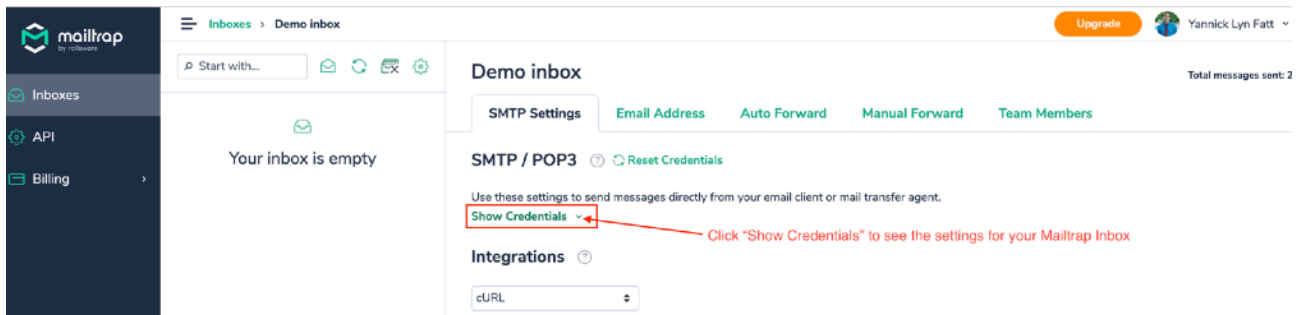 mailtrap
by railsware
Inboxes
API
Billing
Inboxes > Demo inbox
Upgrade
Yannick Lyn Fatt
Start with...
Your inbox is empty
Demo inbox
Total messages sent: 2
SMTP Settings
Email Address
Auto Forward
Manual Forward
Team Members
SMTP / POP3 ? Reset Credentials
Use these settings to send messages directly from your email client or mail transfer agent.
Show Credentials
Click “Show Credentials” to see the settings for your Mailtrap Inbox
Integrations ?
cURL